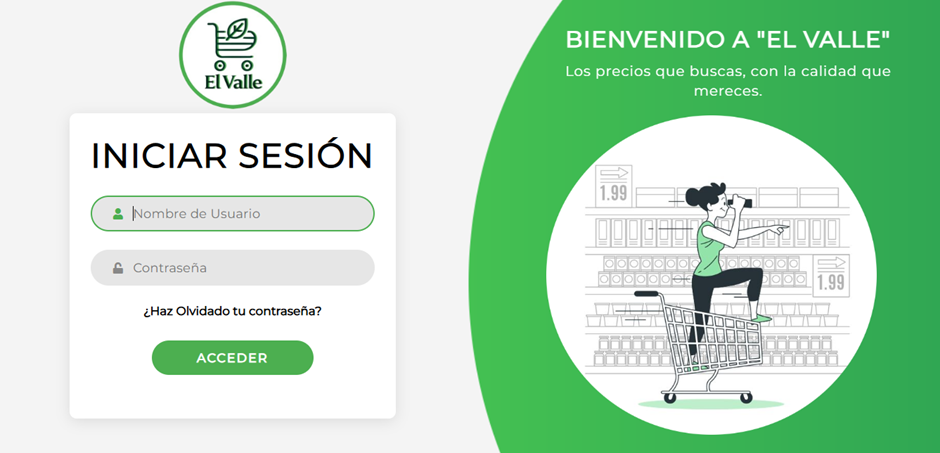 El Valle
INICIAR SESIÓN
Nombre de Usuario
Contraseña
¿Haz Olvidado tu contraseña?
ACCEDER
BIENVENIDO A "EL VALLE"
Los precios que buscas, con la calidad que
mereces.
1.99
1.99